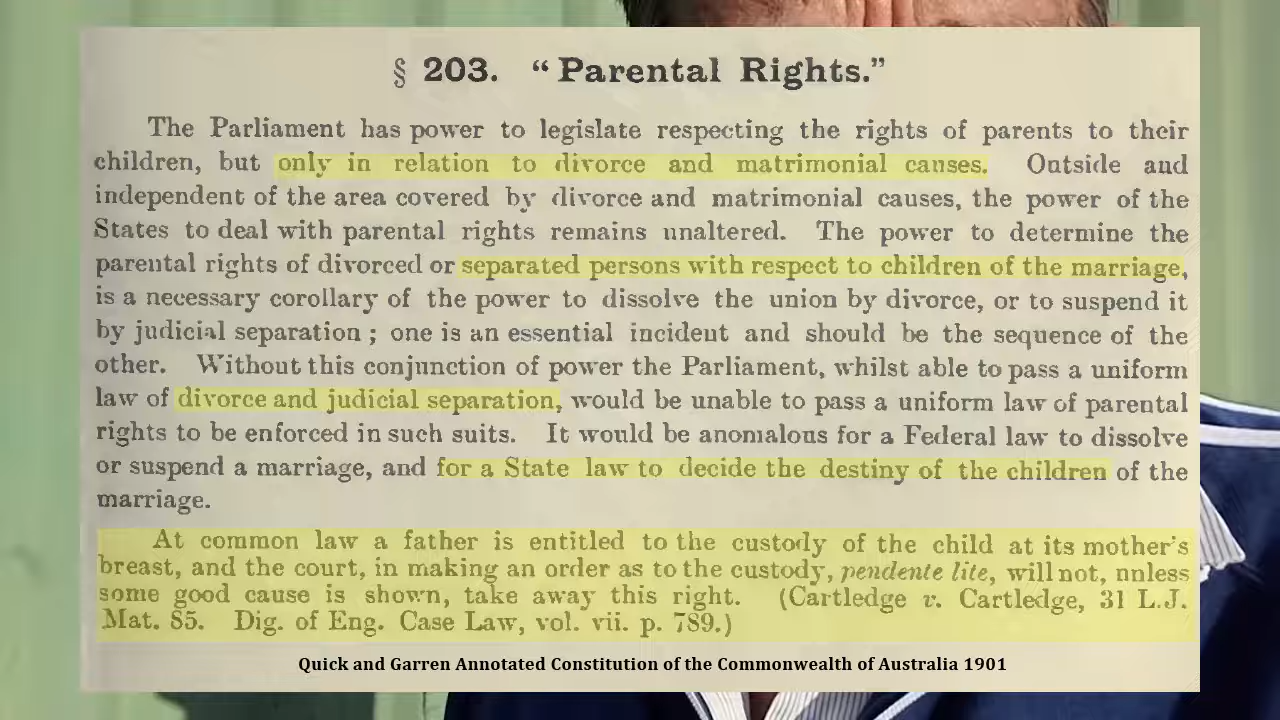 § 203. “Parental Rights.”
The Parliament has power to legislate respecting the rights of parents to their
children, but only in relation to divorce and matrimonial causes. Outside and
independent of the area covered by divorce and matrimonial causes, the power of the
States to deal with parental rights remains unaltered. The power to determine the
parental rights of divorced or separated persons with respect to children of the marriage,
is a necessary corollary of the power to dissolve the union by divorce, or to suspend it
by judicial separation ; one is an essential incident and should be the sequence of the
other. Without this conjunction of power the Parliament, whilst able to pass a uniform
law of divorce and judicial separation, would be unable to pass a uniform law of parental
rights to be enforced in such suits. It would be anomalous for a Federal law to dissolve
or suspend a marriage, and for a State law to decide the destiny of the children of the
marriage.
At common law a father is entitled to the custody of the child at its mother’s
breast, and the court, in making an order as to the custody, pendente lite, will not, unless
some good cause is shown, take away this right. (Cartledge v. Cartledge, 31 L.J.
Mat. 85. Dig. of Eng. Case Law, vol. vii. p. 789.)
Quick and Garren Annotated Constitution of the Commonwealth of Australia 1901